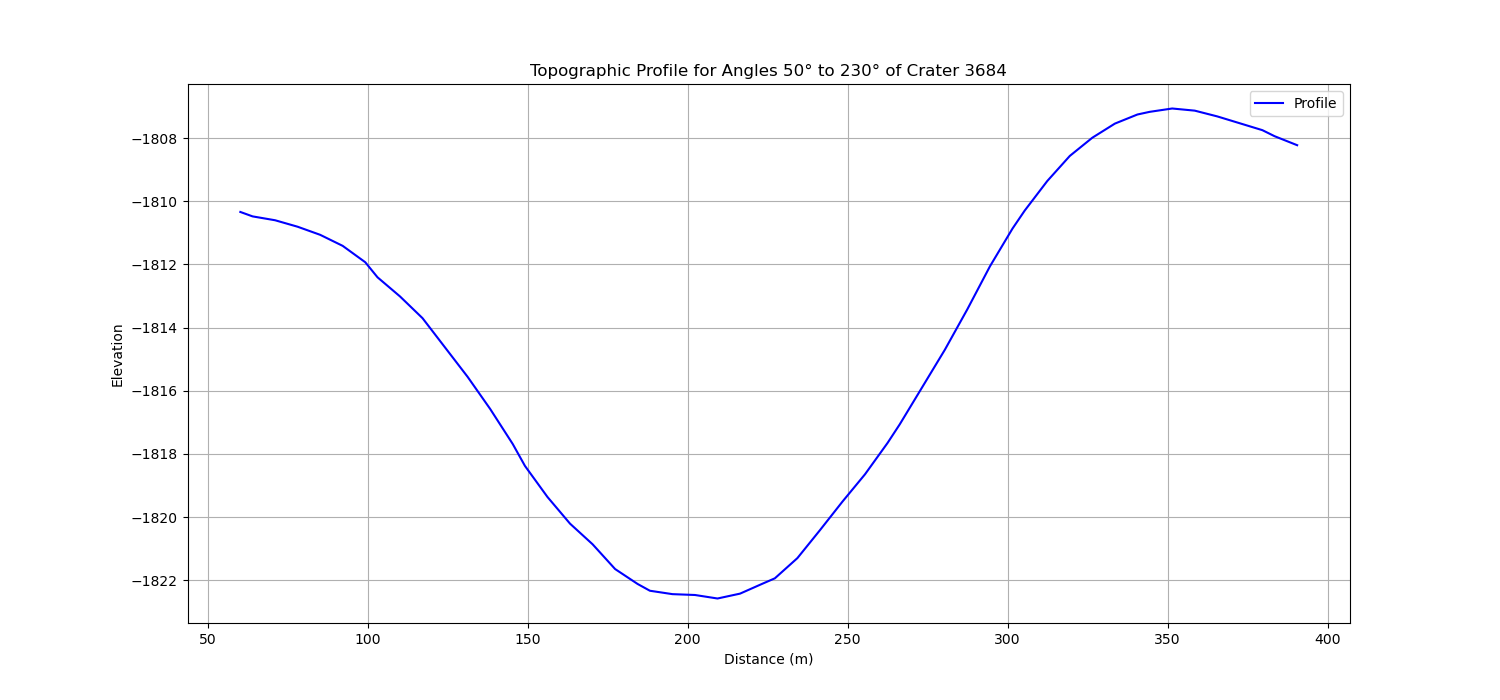 Topographic Profile for Angles 50° to 230° of Crater 3684
Profile
−1808
−1810
−1812
−1814
−1816
−1818
−1820
−1822
Elevation
50 100 150 200 250 300 350 400
Distance (m)